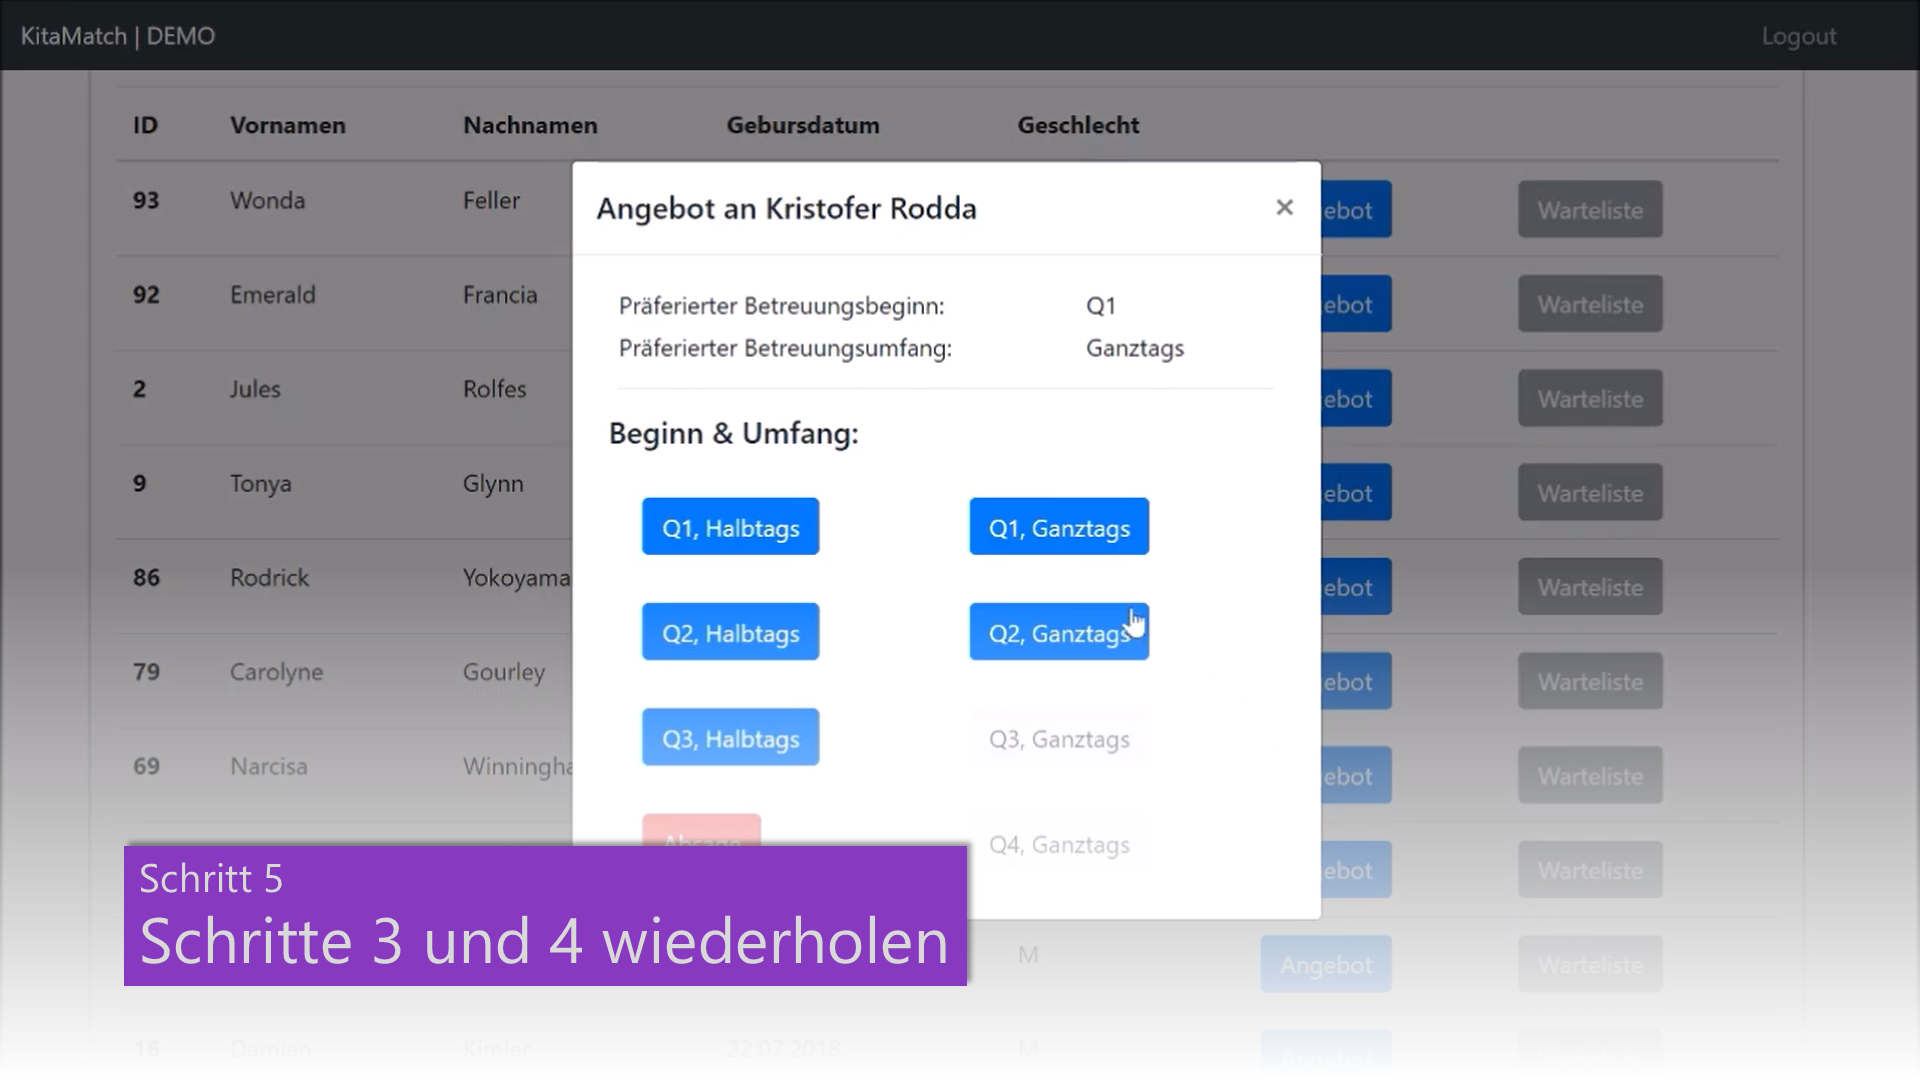 KitaMatch | DEMO
Logout
ID Vornamen Nachnamen Gebursdatum Geschlecht
93 Wonda Feller ebot Warteliste
92 Emerald Francia ebot Warteliste
2 Jules Rolfes ebot Warteliste
9 Tonya Glynn ebot Warteliste
86 Rodrick Yokoyama ebot Warteliste
79 Carolyne Gourley ebot Warteliste
69 Narcisa Winningha ebot Warteliste
ebot Warteliste
M Angebot Warteliste
16 Damian Kimler 22.07.2018 M Angebot Warteliste
Angebot an Kristofer Rodda ×
Präferierter Betreuungsbeginn: Q1
Präferierter Betreuungsumfang: Ganztags
Beginn & Umfang:
Q1, Halbtags Q1, Ganztags
Q2, Halbtags Q2, Ganztags
Q3, Halbtags Q3, Ganztags
Absage Q4, Ganztags
Schritt 5
Schritte 3 und 4 wiederholen